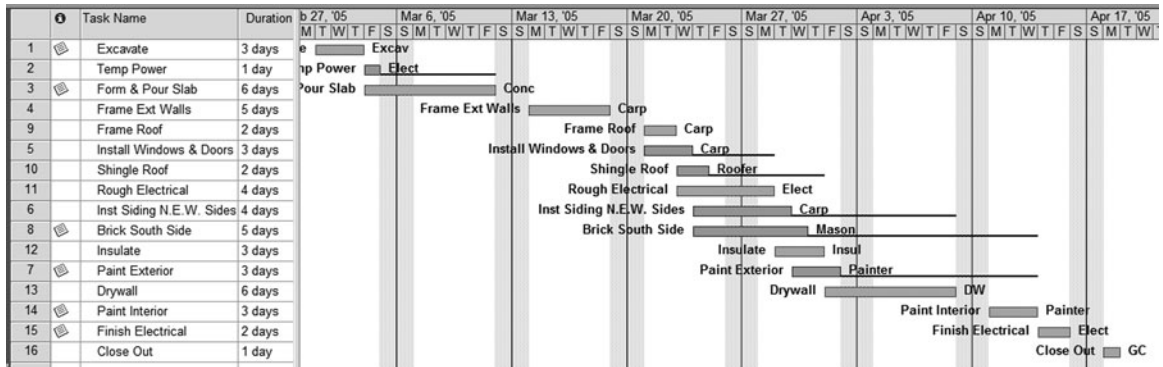 Task Name Duration b 27, '05 Mar 6, '05 Mar 13, '05 Mar 20, '05 Mar 27, '05 Apr 3, '05 Apr 10, '05 Apr 17, '05
M T W T F S S M T W T F S S M T W T F S S M T W T F S S M T W T F S S M T W T F S S M T W T F S S M T W
1 Excavate 3 days e Excav
2 Temp Power 1 day mp Power Elect
3 Form & Pour Slab 6 days Pour Slab Conc
4 Frame Ext Walls 5 days Frame Ext Walls Carp
9 Frame Roof 2 days Frame Roof Carp
5 Install Windows & Doors 3 days Install Windows & Doors Carp
10 Shingle Roof 2 days Shingle Roof Roofer
11 Rough Electrical 4 days Rough Electrical Elect
6 Inst Siding N.E.W. Sides 4 days Inst Siding N.E.W. Sides Carp
8 Brick South Side 5 days Brick South Side Mason
12 Insulate 3 days Insulate Insul
7 Paint Exterior 3 days Paint Exterior Painter
13 Drywall 6 days Drywall DW
14 Paint Interior 3 days Paint Interior Painter
15 Finish Electrical 2 days Finish Electrical Elect
16 Close Out 1 day Close Out GC